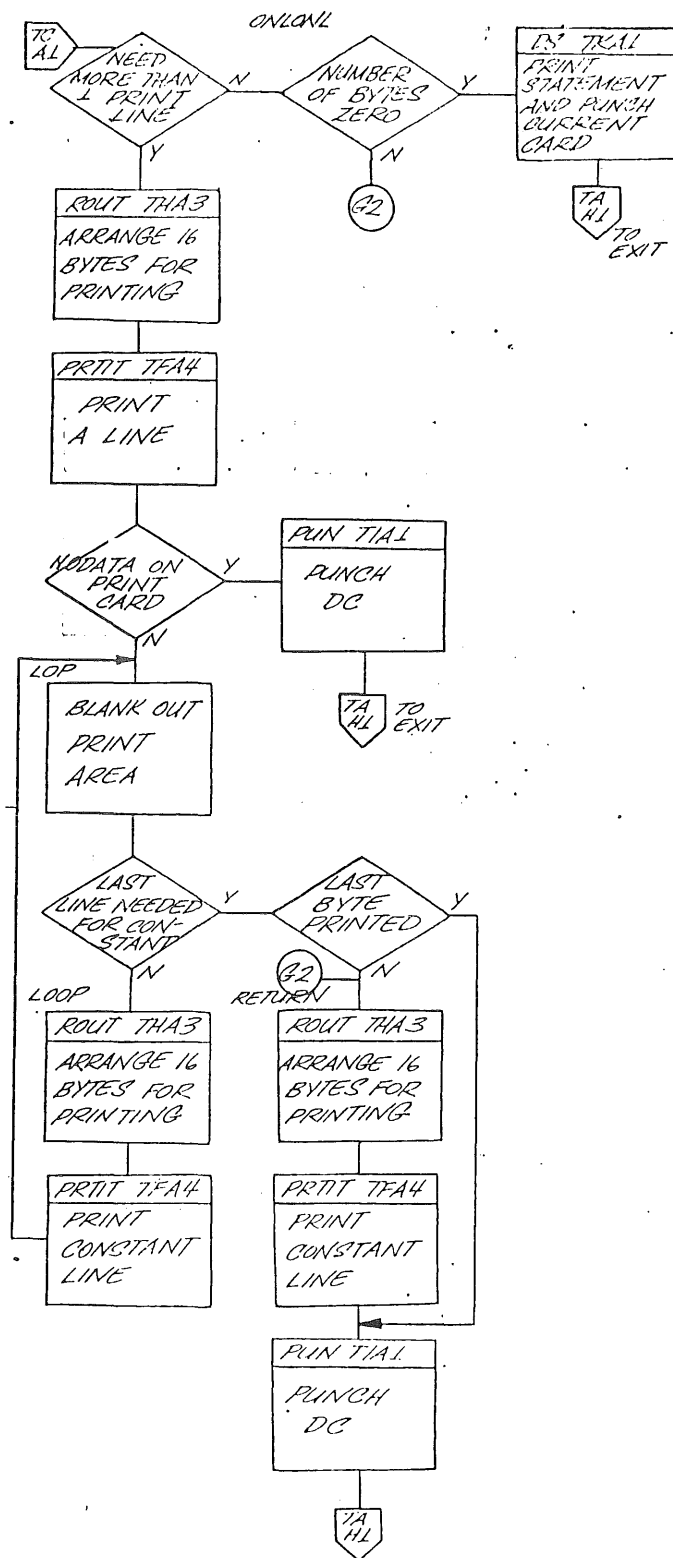 ONLONL
TC
A1
NEED
MORE THAN
1 PRINT
LINE
N
Y
NUMBER
OF BYTES
ZERO
Y
N
G2
DS TKA1
PRINT
STATEMENT
AND PUNCH
CURRENT
CARD
TA
H1
TO
EXIT
ROUT THA3
ARRANGE 16
BYTES FOR
PRINTING
PRTIT TFA4
PRINT
A LINE
NODATA ON
PRINT
CARD
Y
N
PUN TIA1
PUNCH
DC
TA
H1
TO
EXIT
LOP
BLANK OUT
PRINT
AREA
LAST
LINE NEEDED
FOR CON-
STANT
Y
N
LAST
BYTE
PRINTED
Y
N
G2
RETURN
LOOP
ROUT THA3
ARRANGE 16
BYTES FOR
PRINTING
ROUT THA3
ARRANGE 16
BYTES FOR
PRINTING
PRTIT TFA4
PRINT
CONSTANT
LINE
PRTIT TFA4
PRINT
CONSTANT
LINE
PUN TIA1
PUNCH
DC
TA
H1